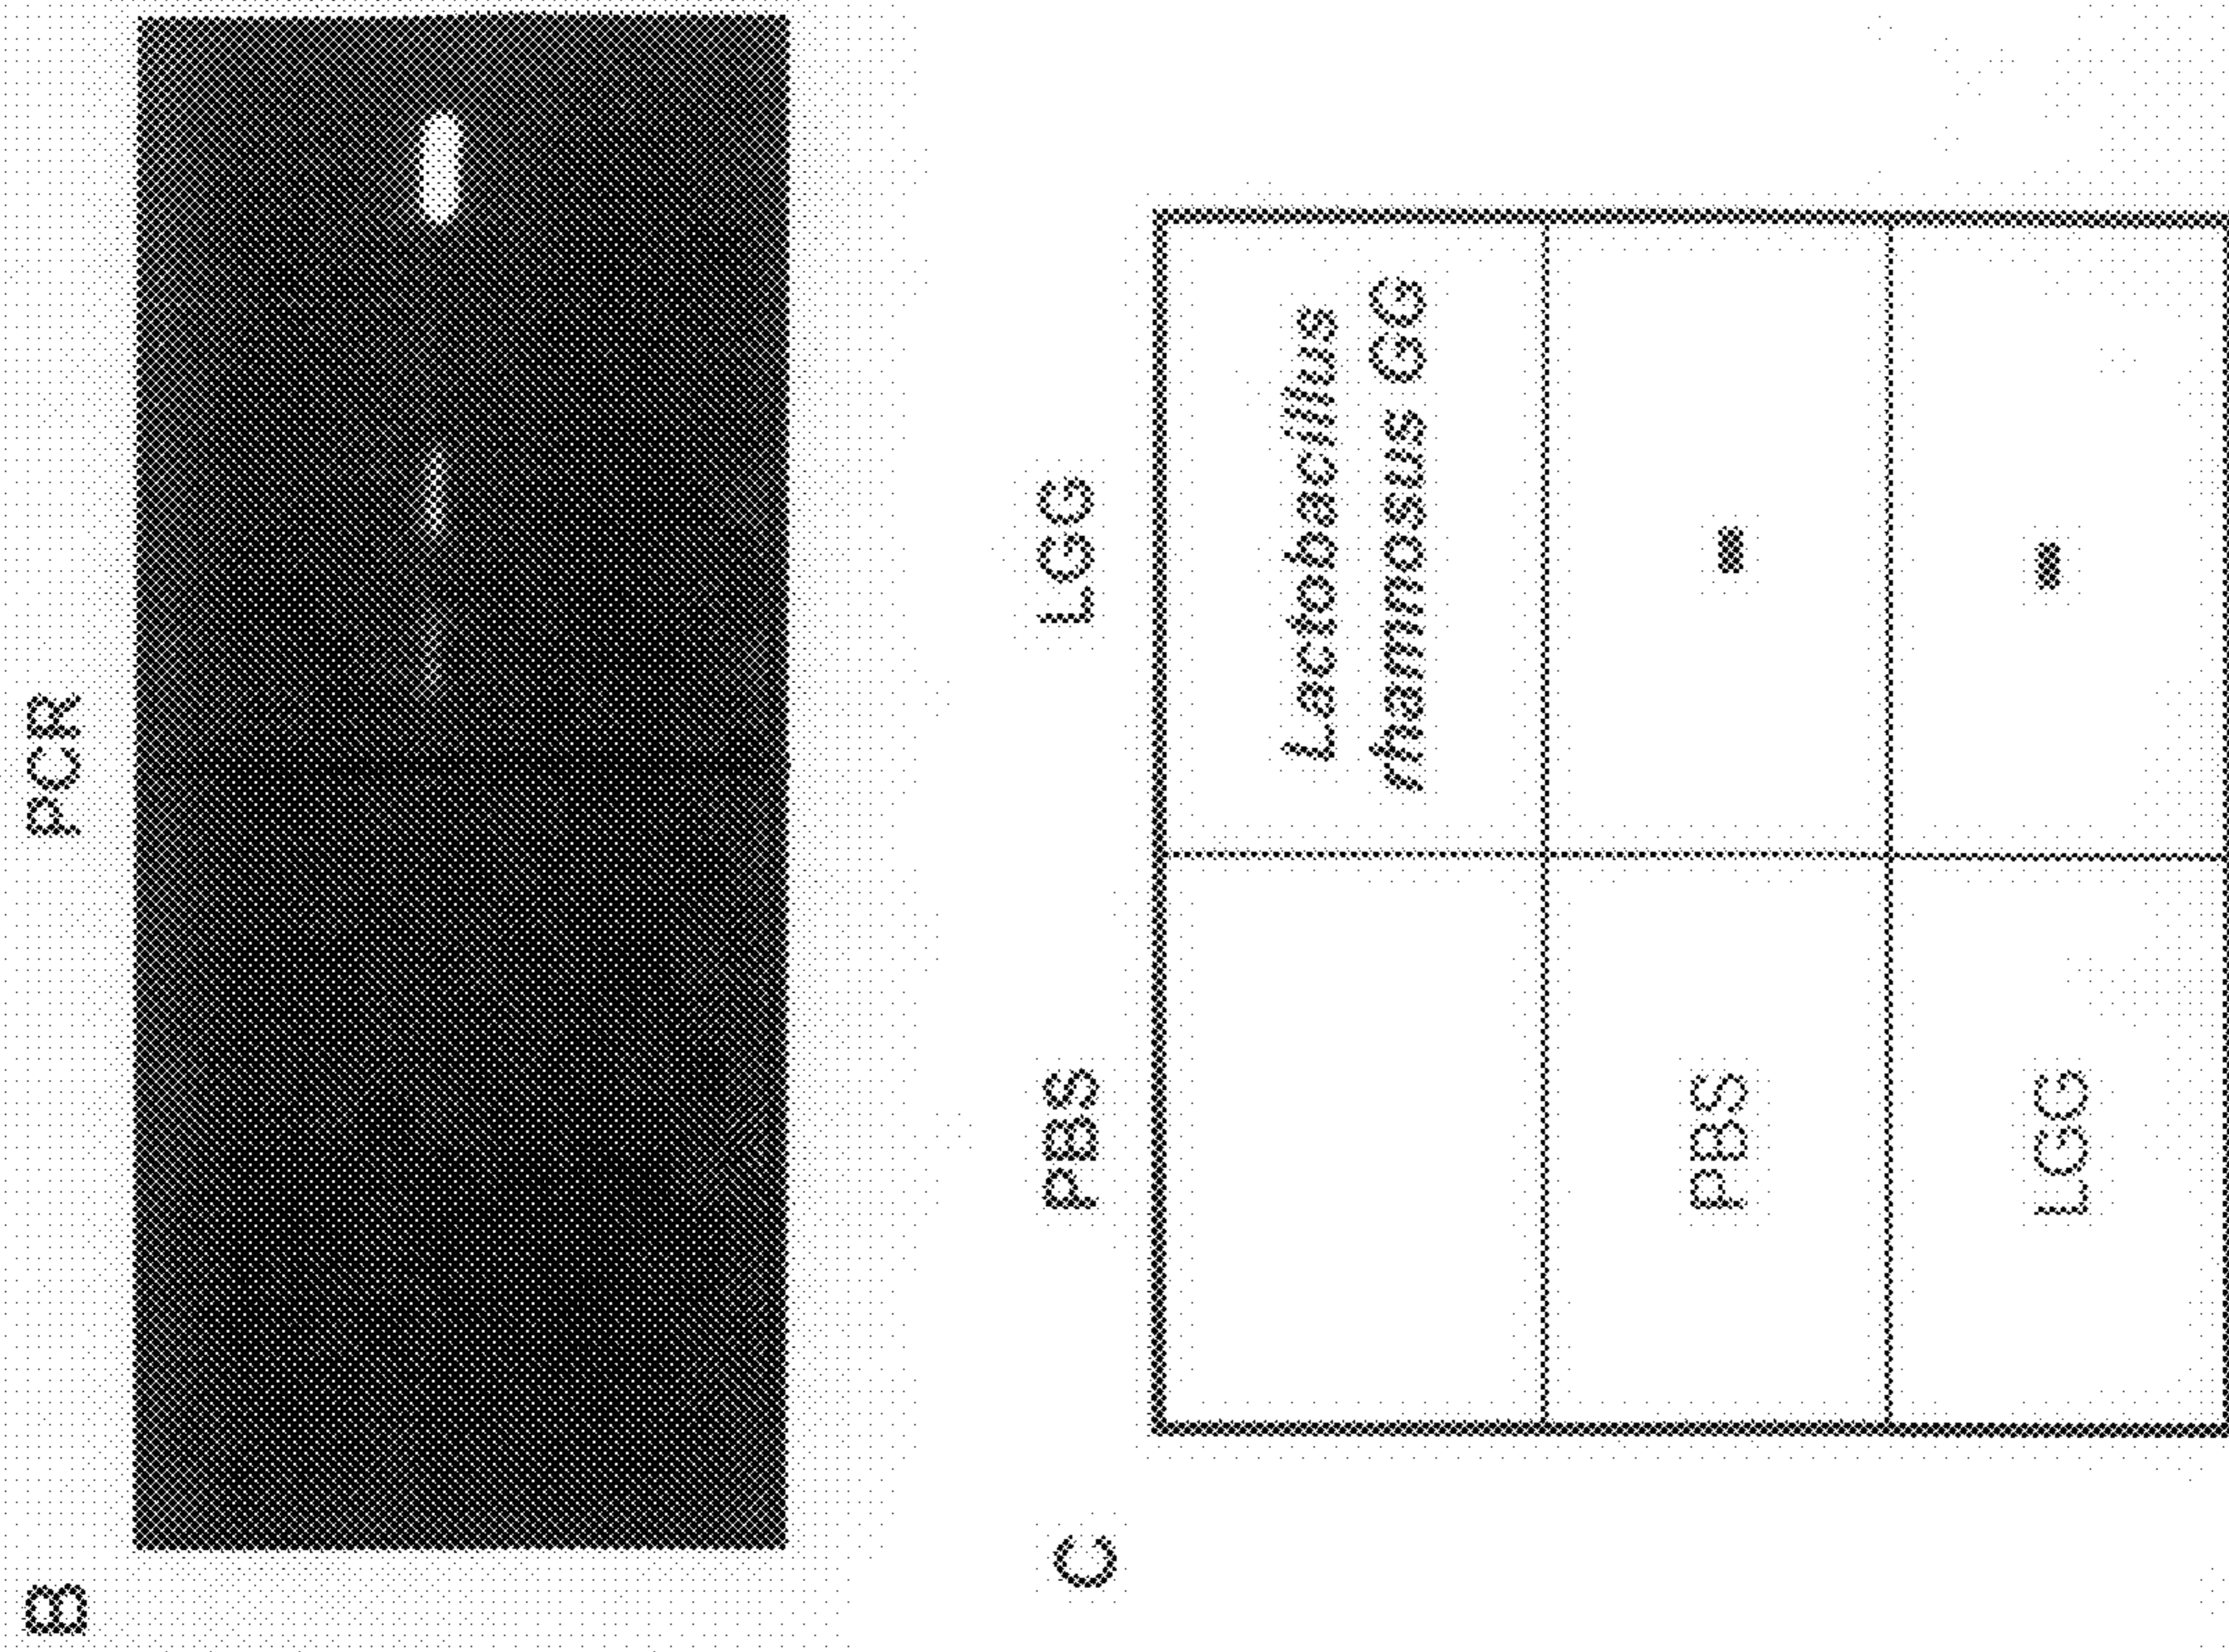 B
PCR
C
PBS LGG
Lactobacillus
rhamnosus GG
PBS -
LGG -